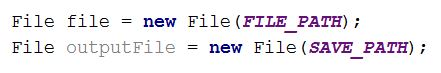 File file = new File(FILE_PATH);
File outputFile = new File(SAVE_PATH);